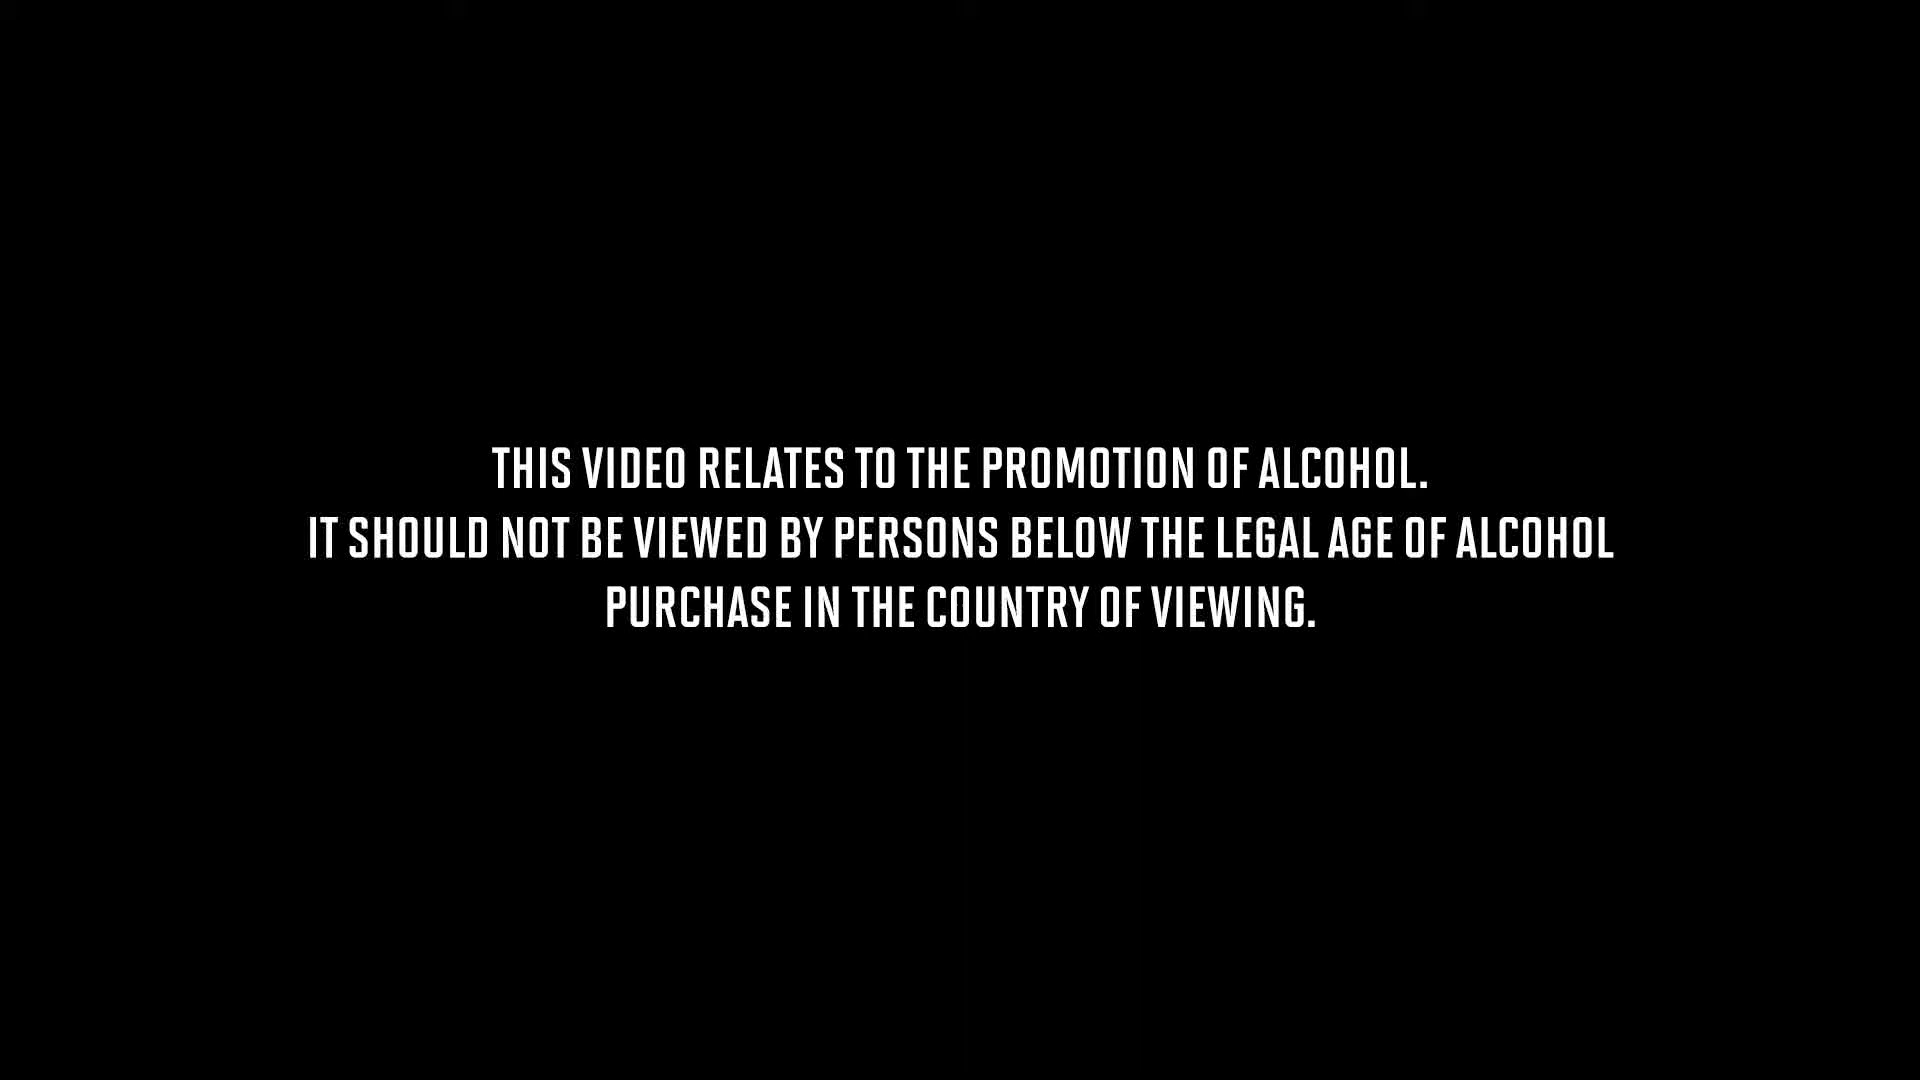 THIS VIDEO RELATES TO THE PROMOTION OF ALCOHOL.
IT SHOULD NOT BE VIEWED BY PERSONS BELOW THE LEGAL AGE OF ALCOHOL
PURCHASE IN THE COUNTRY OF VIEWING.